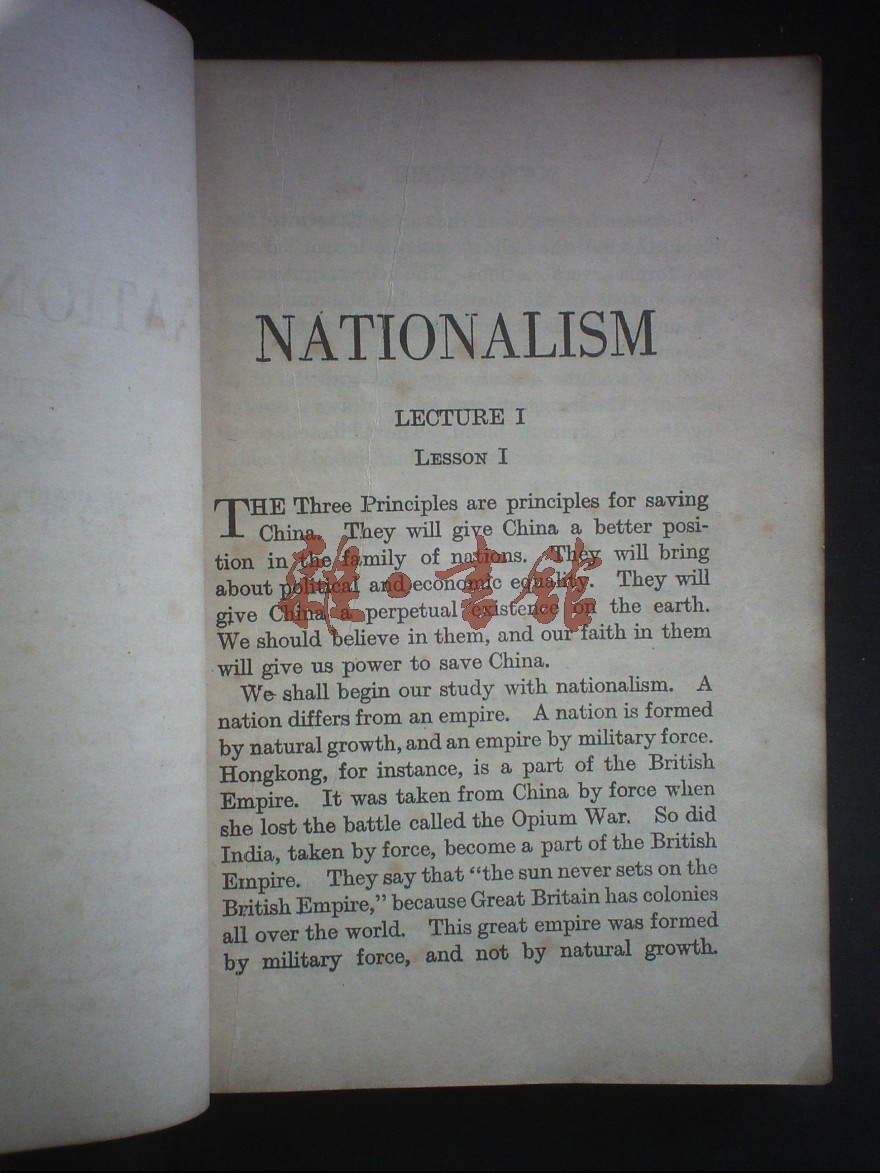 NATIONALISM
LECTURE I
LESSON I
THE Three Principles are principles for saving
China. They will give China a better posi-
tion in the family of nations. They will bring
about political and economic equality. They will
give China a perpetual existence on the earth.
We should believe in them, and our faith in them
will give us power to save China.
We shall begin our study with nationalism. A
nation differs from an empire. A nation is formed
by natural growth, and an empire by military force.
Hongkong, for instance, is a part of the British
Empire. It was taken from China by force when
she lost the battle called the Opium War. So did
India, taken by force, become a part of the British
Empire. They say that “the sun never sets on the
British Empire,” because Great Britain has colonies
all over the world. This great empire was formed
by military force, and not by natural growth.
雜·書館